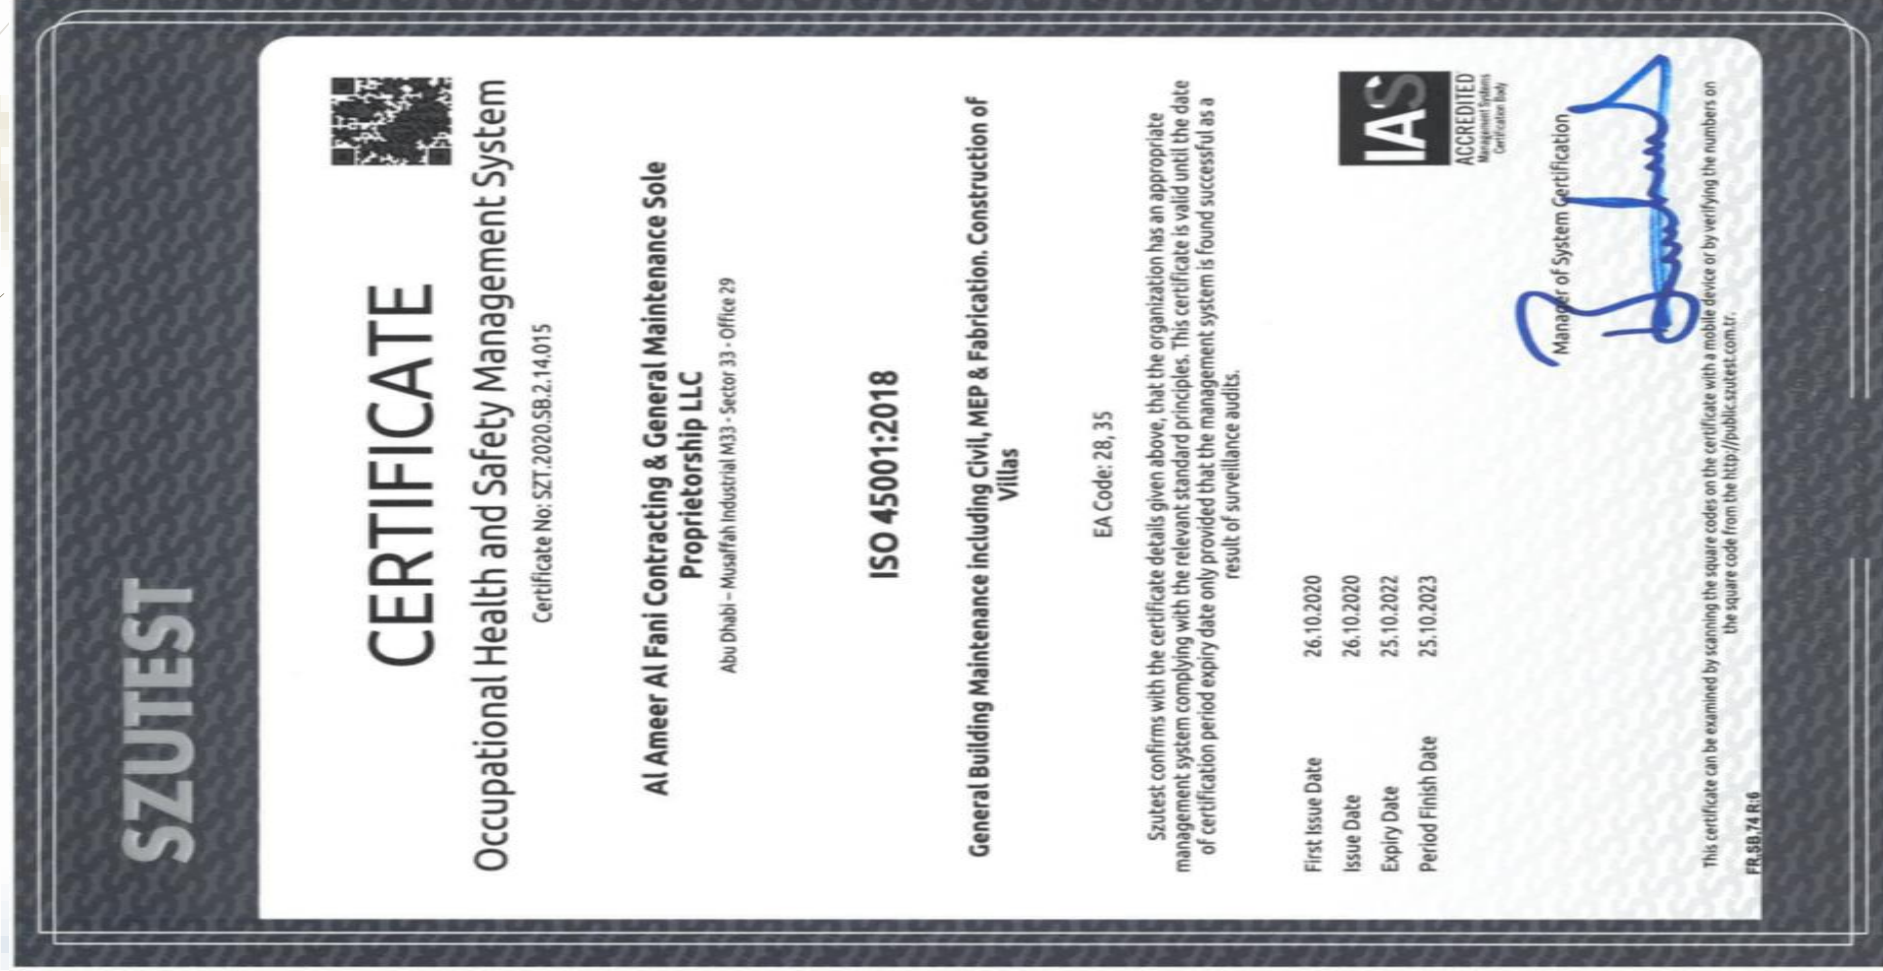 SZUTEST
CERTIFICATE
Occupational Health and Safety Management System
Certificate No: SZT.2020.SB.2.14.015
Al Ameer Al Fani Contracting & General Maintenance Sole
Proprietorship LLC
Abu Dhabi – Musaffah Industrial M33 - Sector 33 - Office 29
ISO 45001:2018
General Building Maintenance including Civil, MEP & Fabrication. Construction of
Villas
EA Code: 28, 35
Szutest confirms with the certificate details given above, that the organization has an appropriate
management system complying with the relevant standard principles. This certificate is valid until the date
of certification period expiry date only provided that the management system is found successful as a
result of surveillance audits.
First Issue Date 26.10.2020
Issue Date 26.10.2020
Expiry Date 25.10.2022
Period Finish Date 25.10.2023
IAS
ACCREDITED
Management Systems
Certification Body
Manager of System Certification
This certificate can be examined by scanning the square codes on the certificate with a mobile device or by verifying the numbers on
the square code from the http://public.szutest.com.tr.
FR.SB.74 R:6